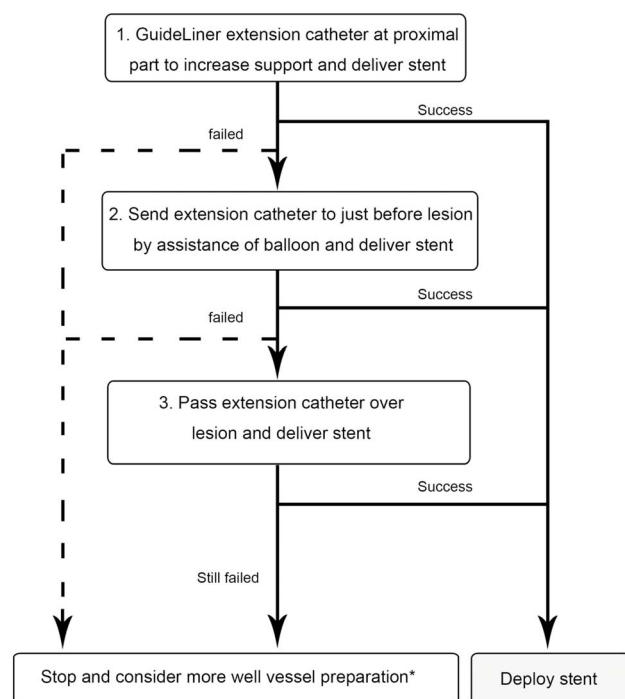 1. GuideLiner extension catheter at proximal
part to increase support and deliver stent
Success
failed
2. Send extension catheter to just before lesion
by assistance of balloon and deliver stent
Success
failed
3. Pass extension catheter over
lesion and deliver stent
Success
Still failed
Stop and consider more well vessel preparation*
Deploy stent